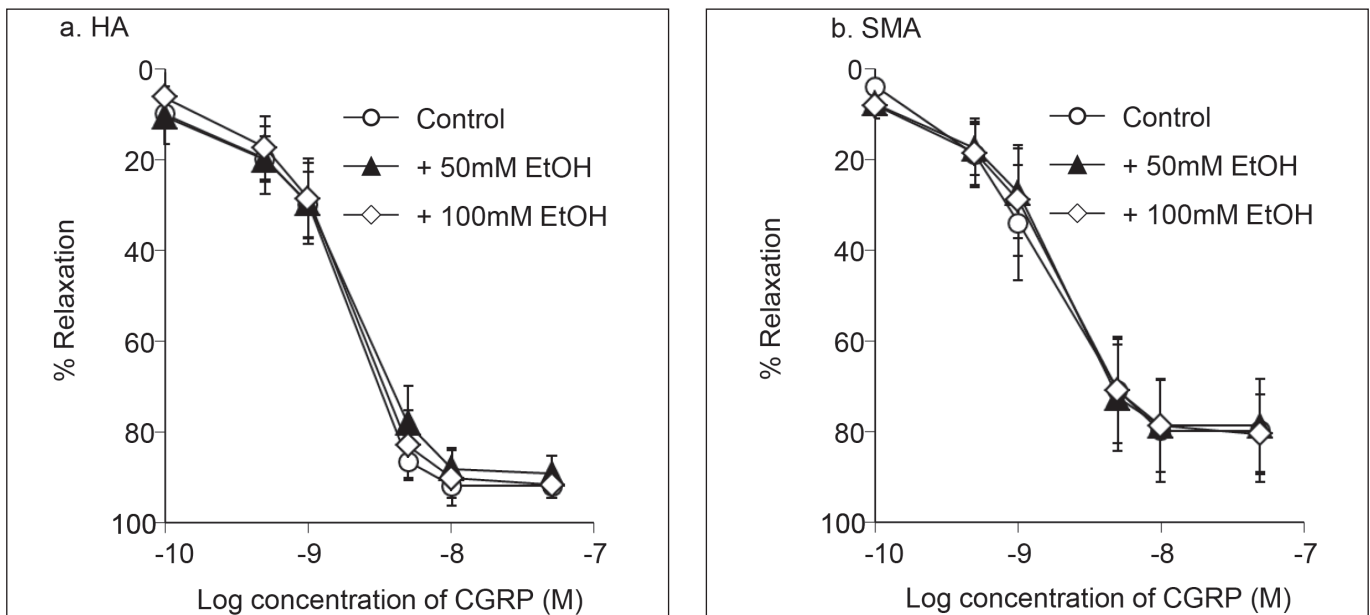 a. HA
0
20
40
60
80
100
% Relaxation
Control
+ 50mM EtOH
+ 100mM EtOH
-10
-9
-8
-7
Log concentration of CGRP (M)
b. SMA
0
20
40
60
80
100
% Relaxation
Control
+ 50mM EtOH
+ 100mM EtOH
-10
-9
-8
-7
Log concentration of CGRP (M)